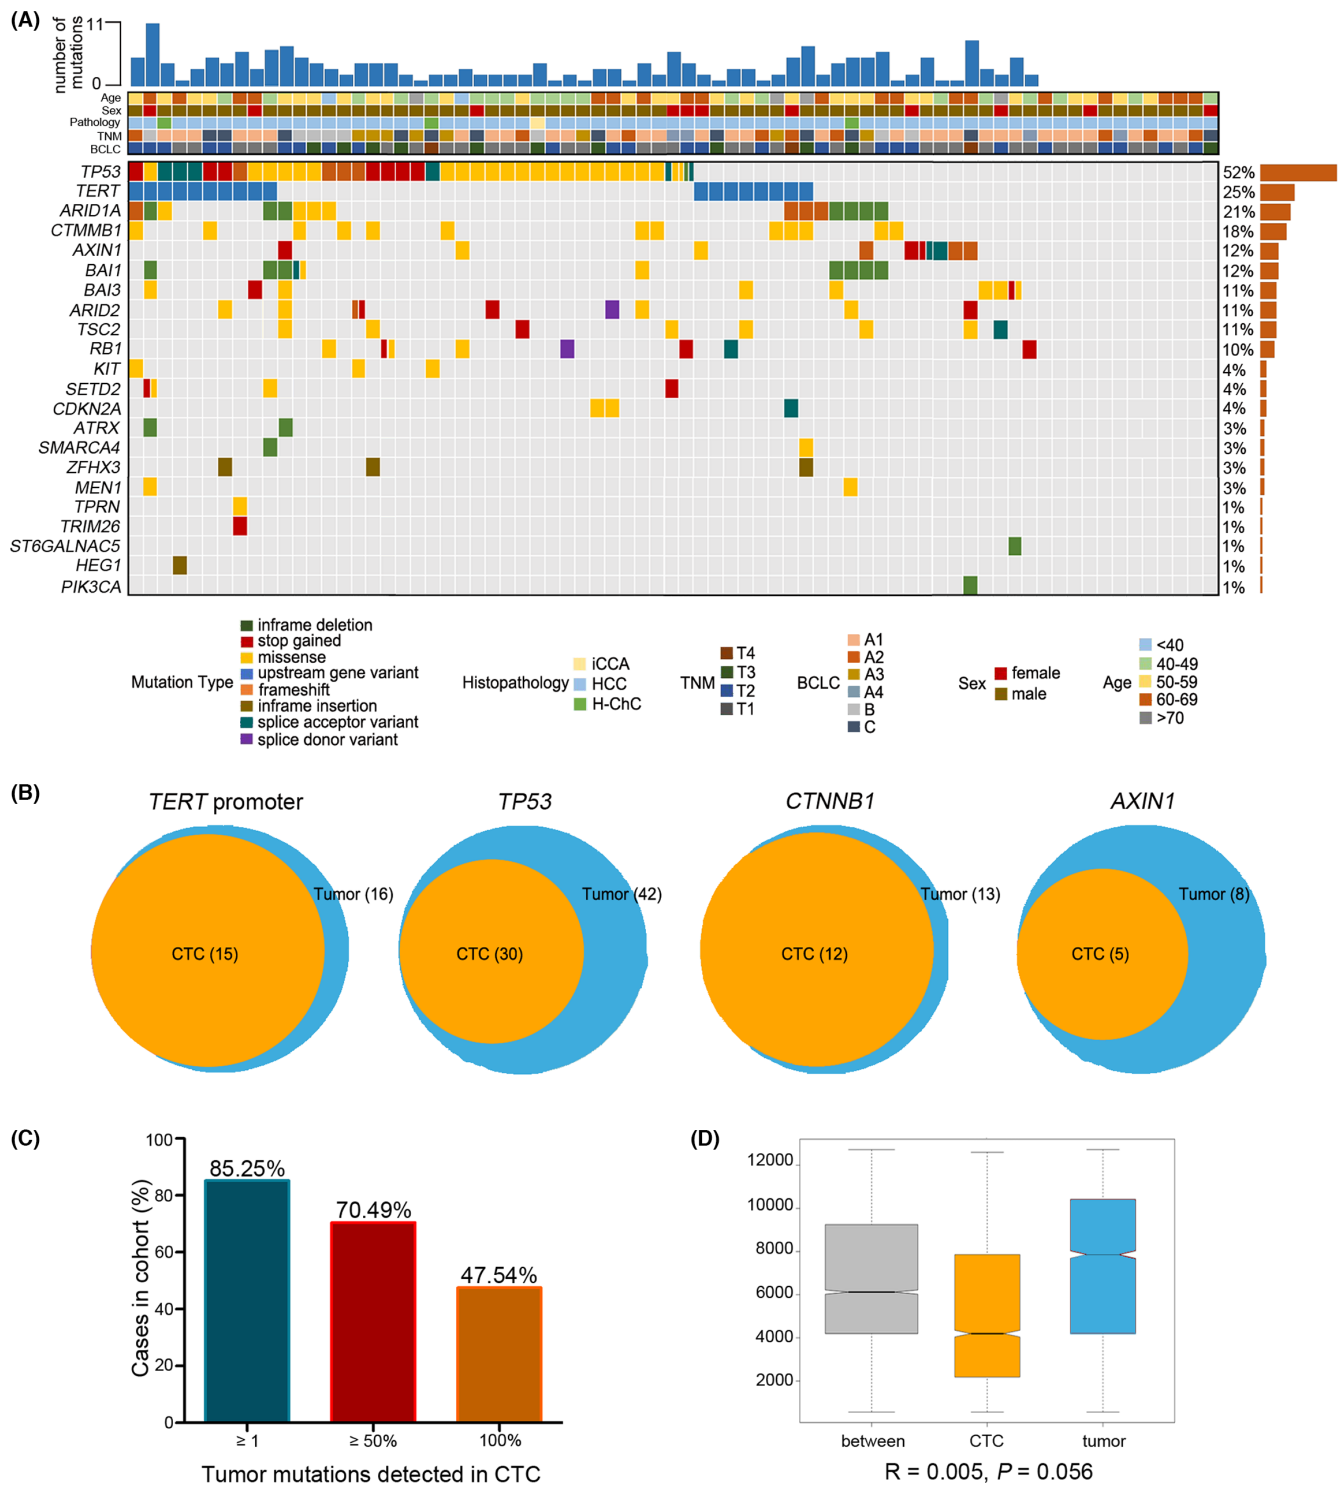 (A)
number of
mutations
11
0
Age
Sex
Pathology
TNM
BCLC
TP53 52%
TERT 25%
ARID1A 21%
CTMMB1 18%
AXIN1 12%
BAI1 12%
BAI3 11%
ARID2 11%
TSC2 11%
RB1 10%
KIT 4%
SETD2 4%
CDKN2A 4%
ATRX 3%
SMARCA4 3%
ZFHX3 3%
MEN1 3%
TPRN 1%
TRIM26 1%
ST6GALNAC5 1%
HEG1 1%
PIK3CA 1%
Mutation Type
inframe deletion
stop gained
missense
upstream gene variant
frameshift
inframe insertion
splice acceptor variant
splice donor variant
Histopathology
iCCA
HCC
H-ChC
TNM
T4
T3
T2
T1
BCLC
A1
A2
A3
A4
B
C
Sex
female
male
Age
<40
40-49
50-59
60-69
>70
(B)
TERT promoter
Tumor (16)
CTC (15)
TP53
Tumor (42)
CTC (30)
CTNNB1
Tumor (13)
CTC (12)
AXIN1
Tumor (8)
CTC (5)
(C)
Cases in cohort (%)
100
80
60
40
20
0
85.25%
70.49%
47.54%
≥ 1
≥ 50%
100%
Tumor mutations detected in CTC
(D)
12000
10000
8000
6000
4000
2000
between
CTC
tumor
R = 0.005, P = 0.056